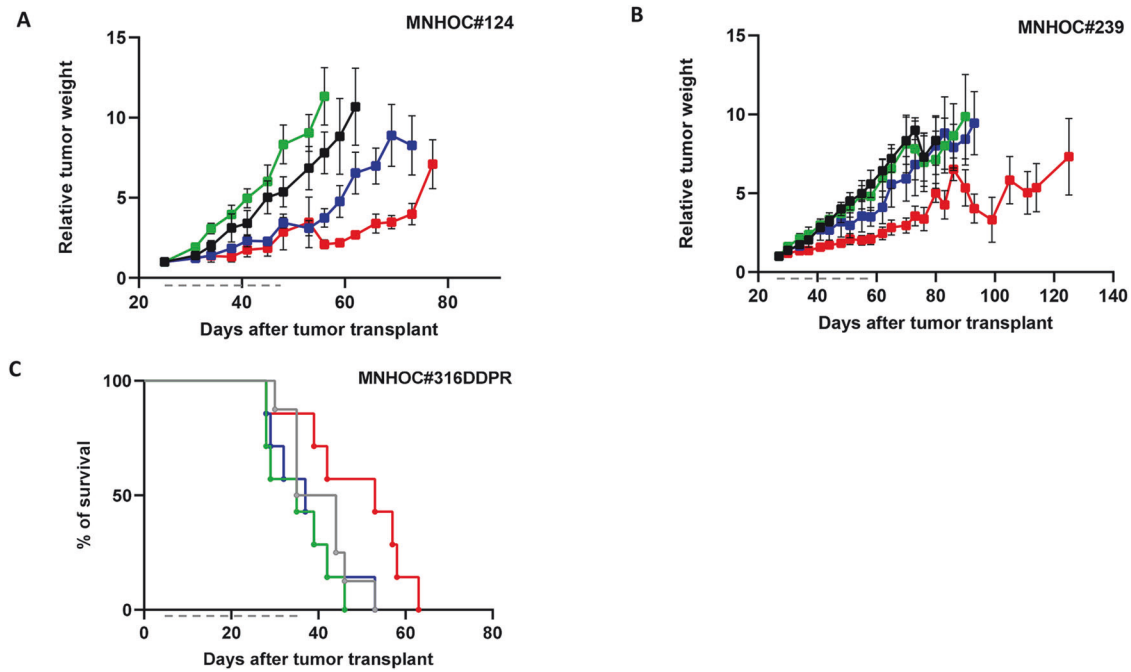 A
MNHOC#124
Relative tumor weight
15
10
5
0
20 40 60 80
Days after tumor transplant
B
MNHOC#239
Relative tumor weight
15
10
5
0
20 40 60 80 100 120 140
Days after tumor transplant
C
MNHOC#316DDPR
% of survival
100
50
0
0 20 40 60 80
Days after tumor transplant